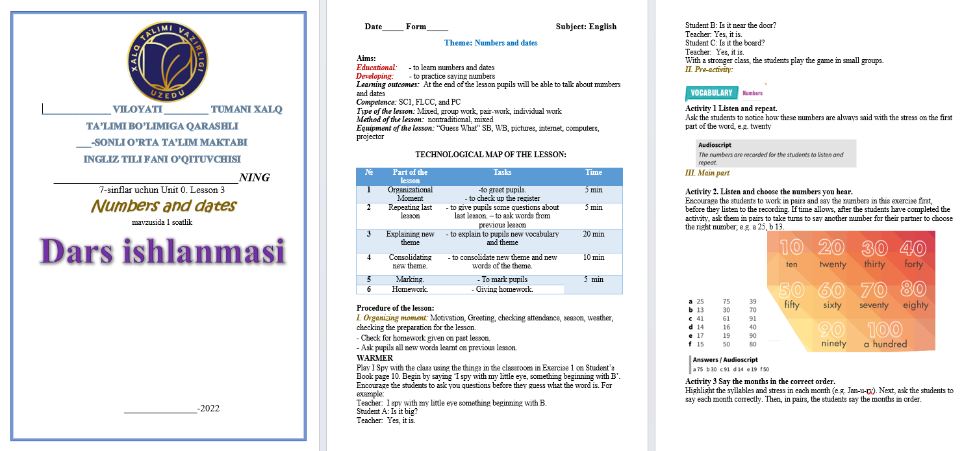 XALQ TA'LIMI VAZIRLIGI
UZEDU
____________VILOYATI ________ TUMANI XALQ
TA'LIMI BO'LIMIGA QARASHLI
___-SONLI O'RTA TA'LIM MAKTABI
INGLIZ TILI FANI O'QITUVCHISI
____________________________NING
7-sinflar uchun Unit 0. Lesson 3
Numbers and dates
mavzusida 1 soatlik
Dars ishlanmasi
_______________-2022
Date_____ Form_____ Subject: English
Theme: Numbers and dates
Aims:
Educational: - to learn numbers and dates
Developing: - to practice saying numbers
Learning outcomes: At the end of the lesson pupils will be able to talk about numbers
and dates
Competence: SC1, FLCC, and PC
Type of the lesson: Mixed, group work, pair-work, individual work
Method of the lesson: nontraditional, mixed
Equipment of the lesson: "Guess What" SB, WB, pictures, internet, computers,
projector
TECHNOLOGICAL MAP OF THE LESSON:
№ Part of the lesson Tasks Time
1 Organizational Moment -to greet pupils. - to check up the register 5 min
2 Repeating last lesson - to give pupils some questions about last lesson. – to ask words from previous lesson 5 min
3 Explaining new theme - to explain to pupils new vocabulary and theme 20 min
4 Consolidating new theme. - to consolidate new theme and new words of the theme. 10 min
5 Marking. - To mark pupils 5 min
6 Homework. - Giving homework.
Procedure of the lesson:
I. Organizing moment: Motivation, Greeting, checking attendance, season, weather,
checking the preparation for the lesson.
- Check for homework given on past lesson.
- Ask pupils all new words learnt on previous lesson.
WARMER
Play I Spy with the class using the things in the classroom in Exercise 1 on Student's
Book page 10. Begin by saying 'I spy with my little eye, something beginning with B'.
Encourage the students to ask you questions before they guess what the word is. For
example:
Teacher: I spy with my little eye something beginning with B.
Student A: Is it big?
Teacher: Yes, it is.
Student B: Is it near the door?
Teacher: Yes, it is.
Student C: Is it the board?
Teacher: Yes, it is.
With a stronger class, the students play the game in small groups.
II. Pre-activity:
VOCABULARY Numbers
Activity 1 Listen and repeat.
Ask the students to notice how these numbers are always said with the stress on the first
part of the word, e.g. twenty
Audioscript
The numbers are recorded for the students to listen and
repeat.
III. Main part
Activity 2. Listen and choose the numbers you hear.
Encourage the students to work in pairs and say the numbers in this exercise first,
before they listen to the recording. If time allows, after the students have completed the
activity, ask them in pairs to take turns to say another number for their partner to choose
the right number; e.g. a 25, b 13.
10 20 30 40
ten twenty thirty forty
50 60 70 80
fifty sixty seventy eighty
90 100
ninety a hundred
a 25 75 39
b 13 30 70
c 41 61 91
d 14 16 40
e 17 19 90
f 15 50 80
Answers / Audioscript
a 75 b 30 c 91 d 14 e 19 f 50
Activity 3 Say the months in the correct order.
Highlight the syllables and stress in each month (e.g. Jan-u-ry). Next, ask the students to
say each month correctly. Then, in pairs, the students say the months in order.